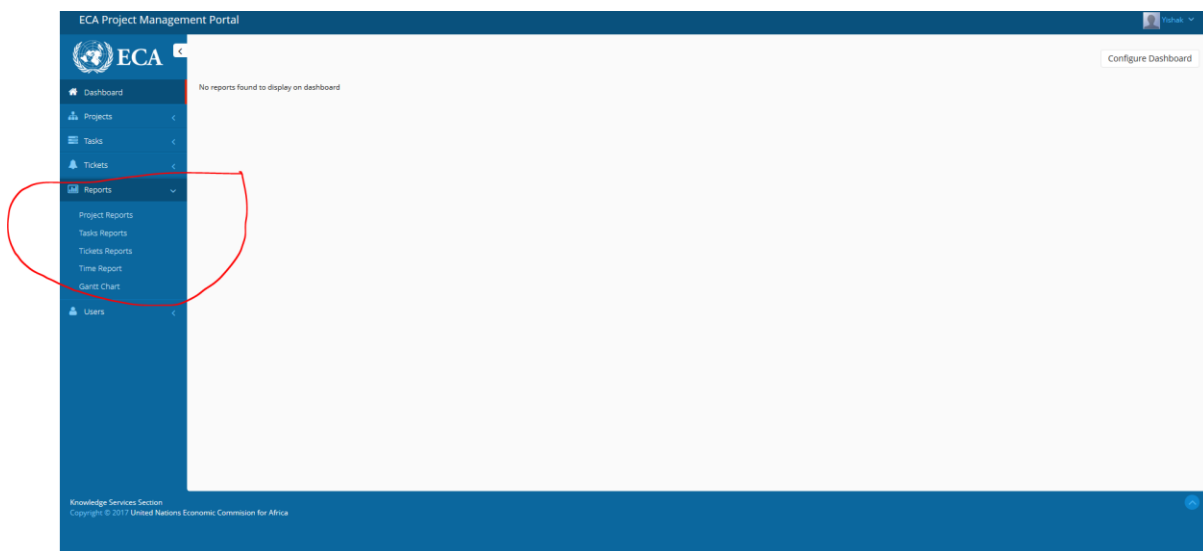 ECA Project Management Portal
Yishak
ECA
Configure Dashboard
No reports found to display on dashboard
Dashboard
Projects
Tasks
Tickets
Reports
Project Reports
Tasks Reports
Tickets Reports
Time Report
Gantt Chart
Users
Knowledge Services Section
Copyright © 2017 United Nations Economic Commision for Africa